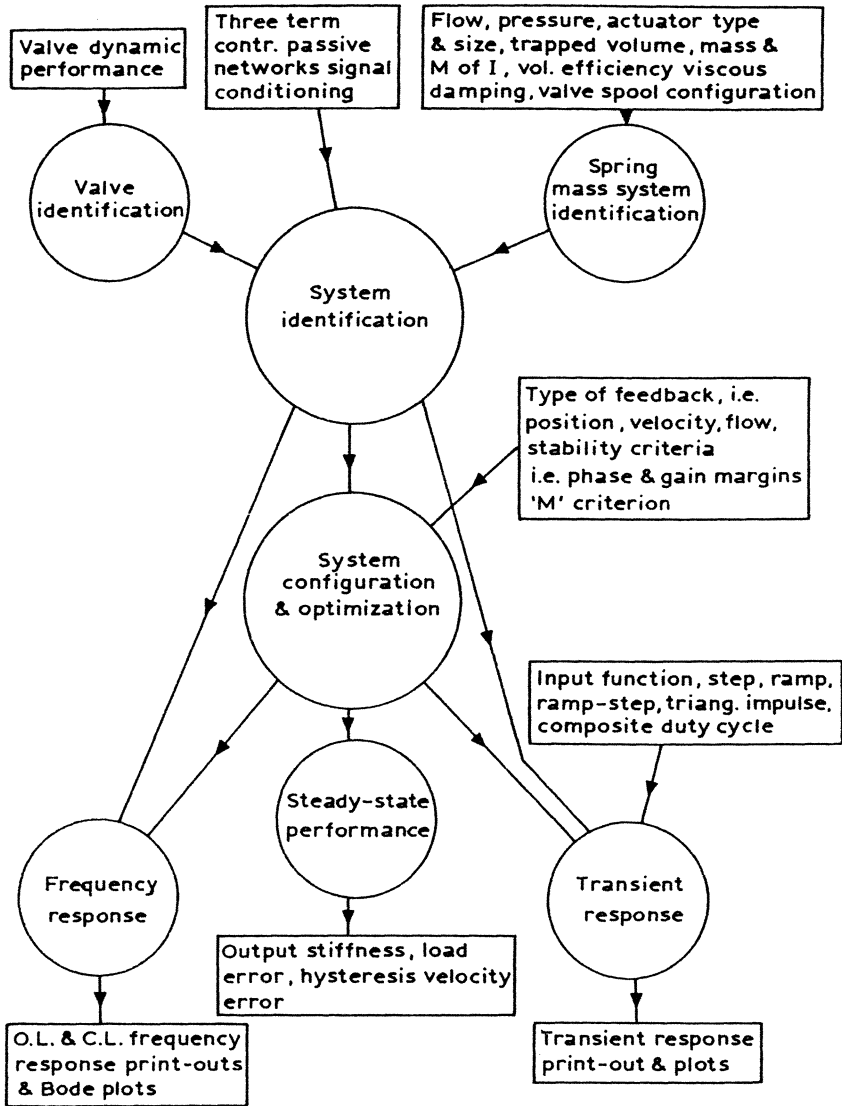 Valve dynamic
performance
Three term
contr. passive
networks signal
conditioning
Flow, pressure, actuator type
& size, trapped volume, mass &
M of I, vol. efficiency viscous
damping, valve spool configuration
Valve
identification
Spring
mass system
identification
System
identification
Type of feedback, i.e.
position, velocity, flow,
stability criteria
i.e. phase & gain margins
'M' criterion
System
configuration
& optimization
Input function, step, ramp,
ramp-step, triang. impulse,
composite duty cycle
Steady-state
performance
Frequency
response
Transient
response
Output stiffness, load
error, hysteresis velocity
error
O.L. & C.L. frequency
response print-outs
& Bode plots
Transient response
print-out & plots